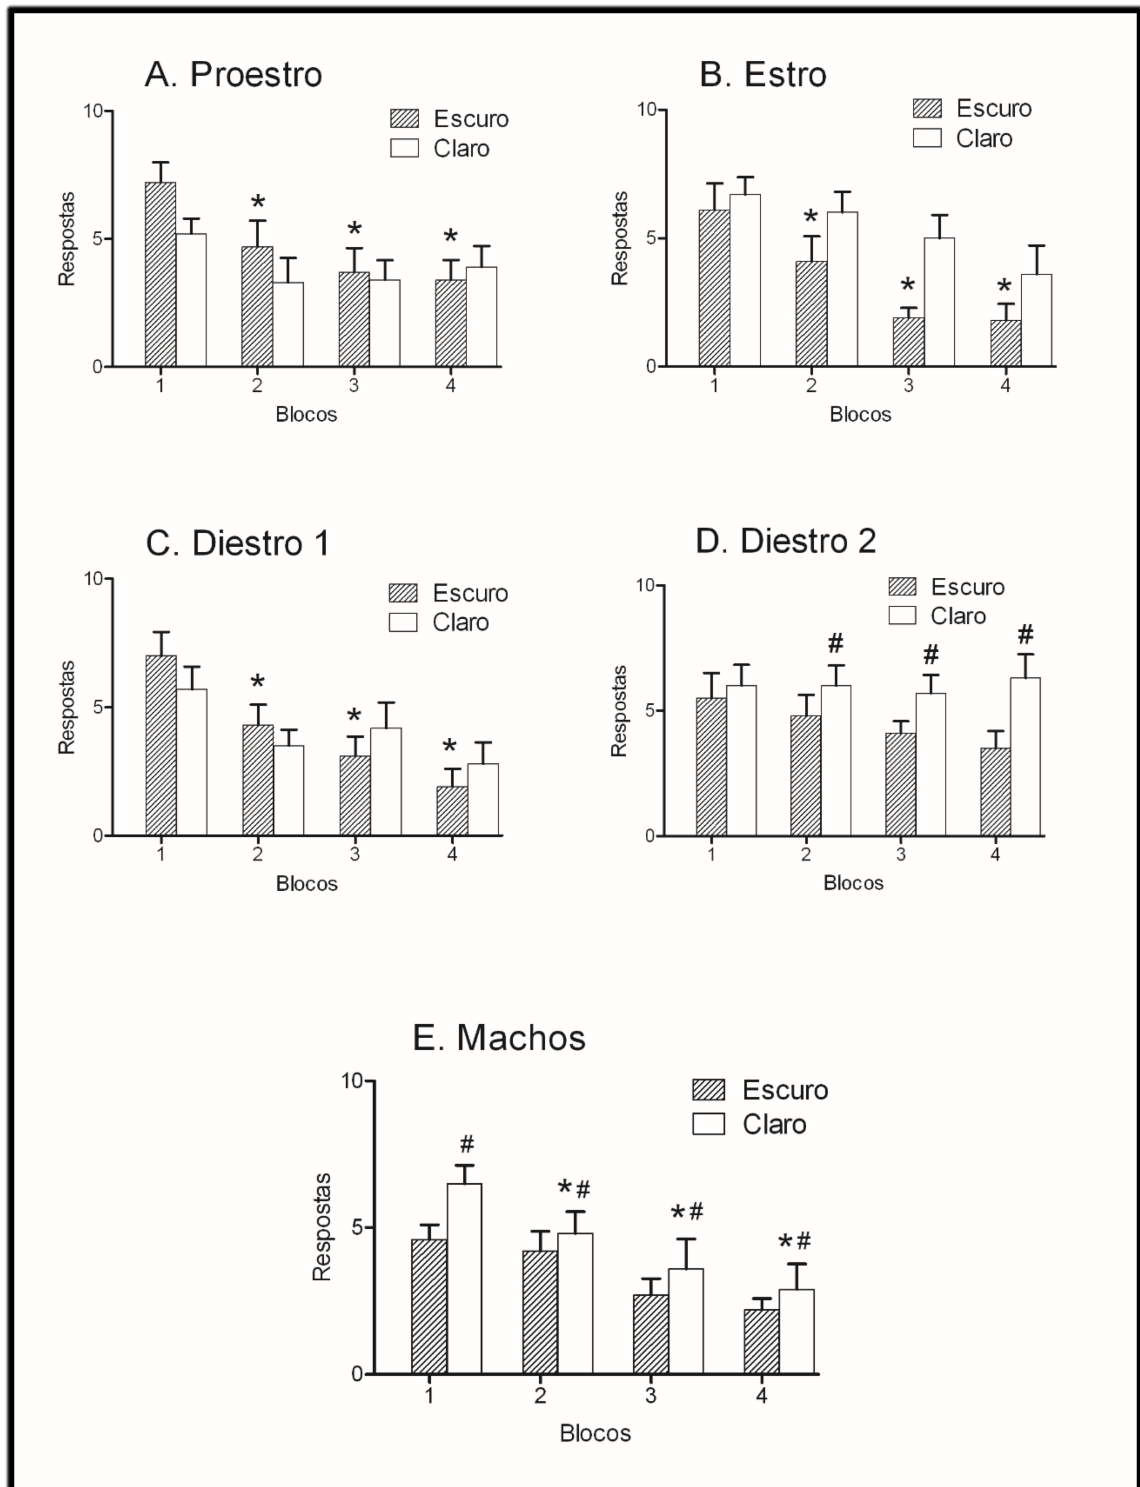 A. Proestro
Escuro
Claro
10
5
0
Respostas
*
*
*
1 2 3 4
Blocos
B. Estro
Escuro
Claro
10
5
0
Respostas
*
*
*
1 2 3 4
Blocos
C. Diestro 1
Escuro
Claro
10
5
0
Respostas
*
*
*
1 2 3 4
Blocos
D. Diestro 2
Escuro
Claro
10
5
0
Respostas
#
#
#
1 2 3 4
Blocos
E. Machos
Escuro
Claro
10
5
0
Respostas
#
*#
*#
*#
1 2 3 4
Blocos